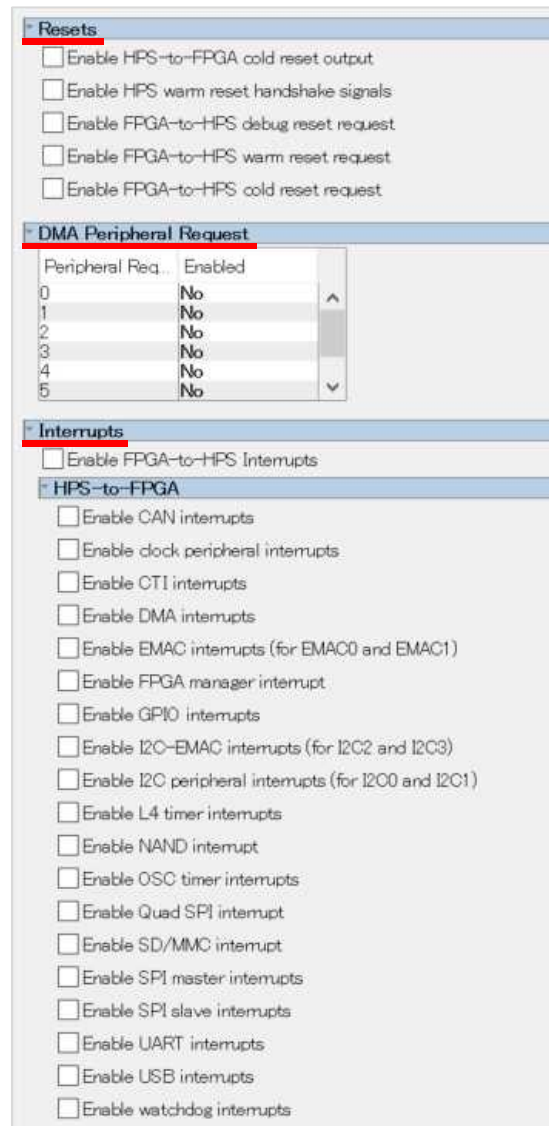 Resets
Enable HPS-to-FPGA cold reset output
Enable HPS warm reset handshake signals
Enable FPGA-to-HPS debug reset request
Enable FPGA-to-HPS warm reset request
Enable FPGA-to-HPS cold reset request
DMA Peripheral Request
Peripheral Req... Enabled
0 No
1 No
2 No
3 No
4 No
5 No
Interrupts
Enable FPGA-to-HPS Interrupts
HPS-to-FPGA
Enable CAN interrupts
Enable clock peripheral interrupts
Enable CTI interrupts
Enable DMA interrupts
Enable EMAC interrupts (for EMAC0 and EMAC1)
Enable FPGA manager interrupt
Enable GPIO interrupts
Enable I2C-EMAC interrupts (for I2C2 and I2C3)
Enable I2C peripheral interrupts (for I2C0 and I2C1)
Enable L4 timer interrupts
Enable NAND interrupt
Enable OSC timer interrupts
Enable Quad SPI interrupt
Enable SD/MMC interrupt
Enable SPI master interrupts
Enable SPI slave interrupts
Enable UART interrupts
Enable USB interrupts
Enable watchdog interrupts